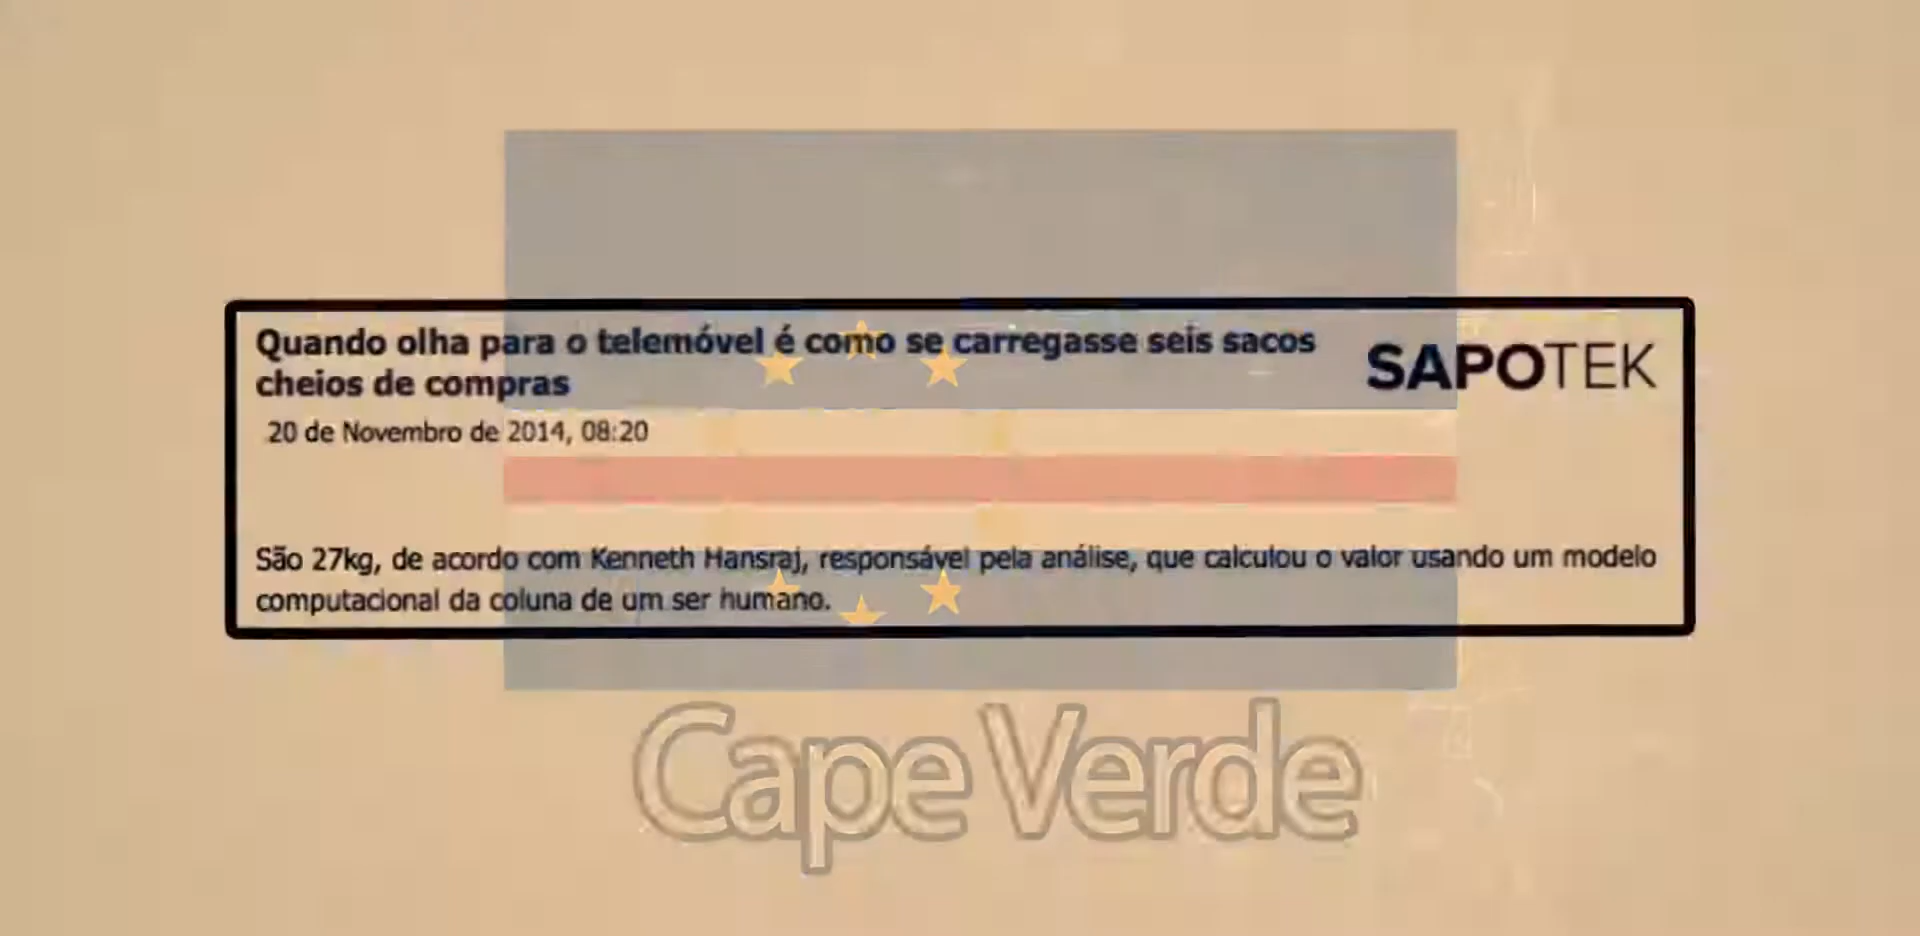 Quando olha para o telemóvel é como se carregasse seis sacos
cheios de compras
SAPOTEK
20 de Novembro de 2014, 08:20
São 27kg, de acordo com Kenneth Hansraj, responsável pela análise, que calculou o valor usando um modelo
computacional da coluna de um ser humano.
Cape Verde